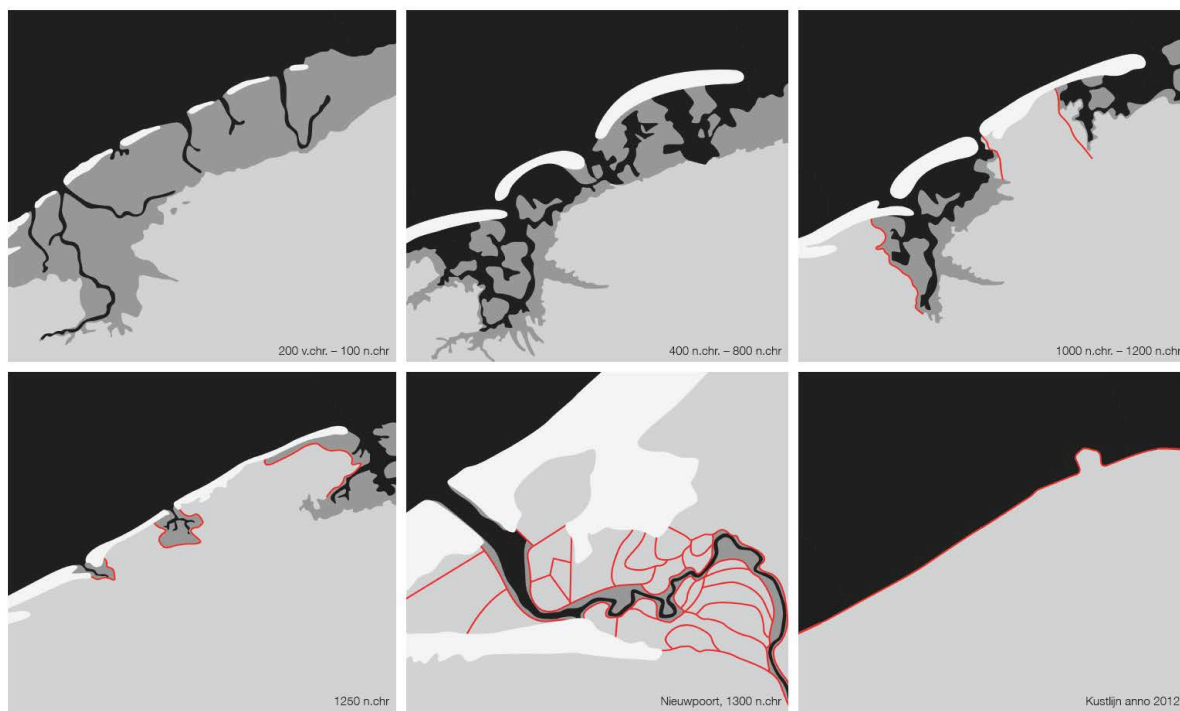 200 v.chr. – 100 n.chr
400 n.chr. – 800 n.chr
1000 n.chr. – 1200 n.chr
1250 n.chr
Nieuwpoort, 1300 n.chr
Kustlijn anno 2012